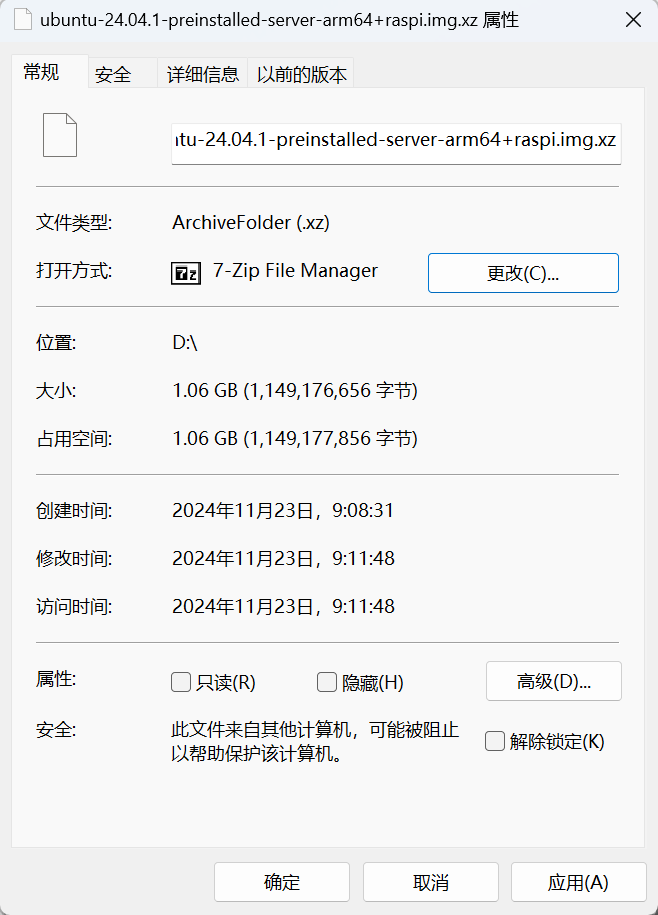 ubuntu-24.04.1-preinstalled-server-arm64+raspi.img.xz 属性
常规 安全 详细信息 以前的版本
ntu-24.04.1-preinstalled-server-arm64+raspi.img.xz
文件类型: ArchiveFolder (.xz)
打开方式: 7z 7-Zip File Manager 更改(C)...
位置: D:\
大小: 1.06 GB (1,149,176,656 字节)
占用空间: 1.06 GB (1,149,177,856 字节)
创建时间: 2024年11月23日，9:08:31
修改时间: 2024年11月23日，9:11:48
访问时间: 2024年11月23日，9:11:48
属性: 只读(R) 隐藏(H) 高级(D)...
安全: 此文件来自其他计算机，可能被阻止
以帮助保护该计算机。 解除锁定(K)
确定 取消 应用(A)